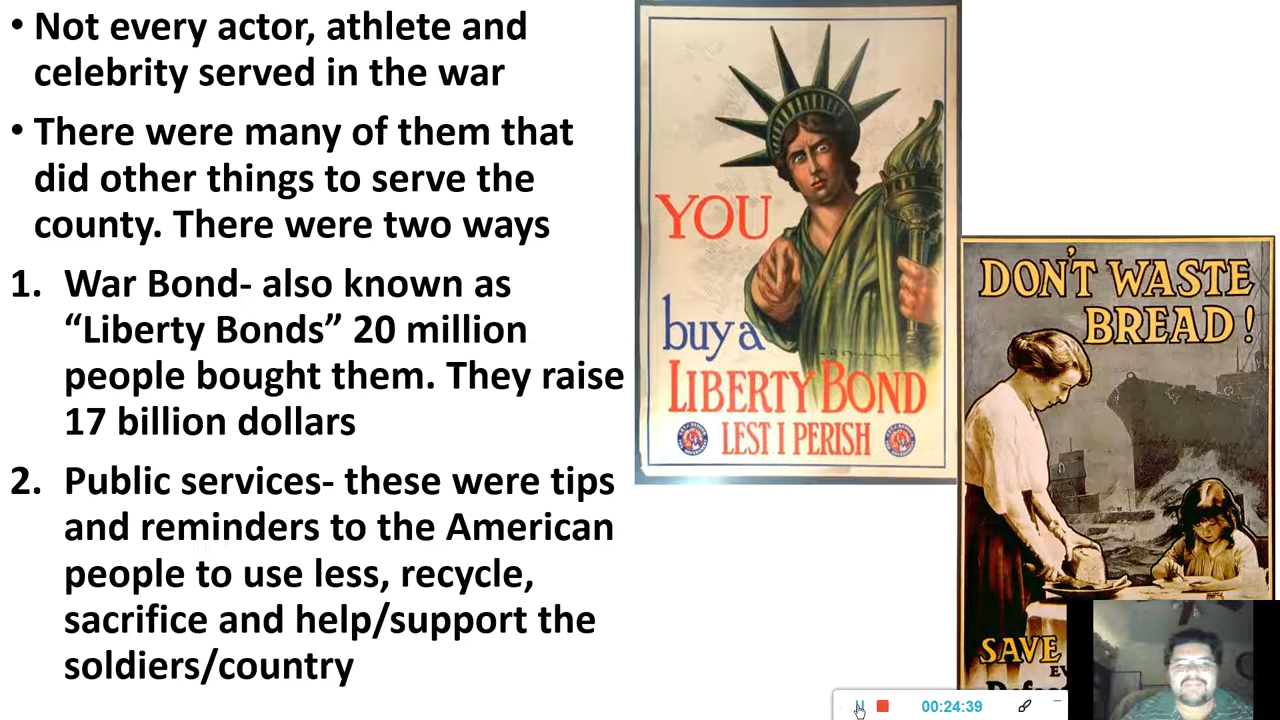 • Not every actor, athlete and
celebrity served in the war
• There were many of them that
did other things to serve the
county. There were two ways
1. War Bond- also known as
“Liberty Bonds” 20 million
people bought them. They raise
17 billion dollars
2. Public services- these were tips
and reminders to the American
people to use less, recycle,
sacrifice and help/support the
soldiers/country
YOU
buy a
LIBERTY BOND
LEST I PERISH
DON'T WASTE
BREAD!
SAVE
00:24:39